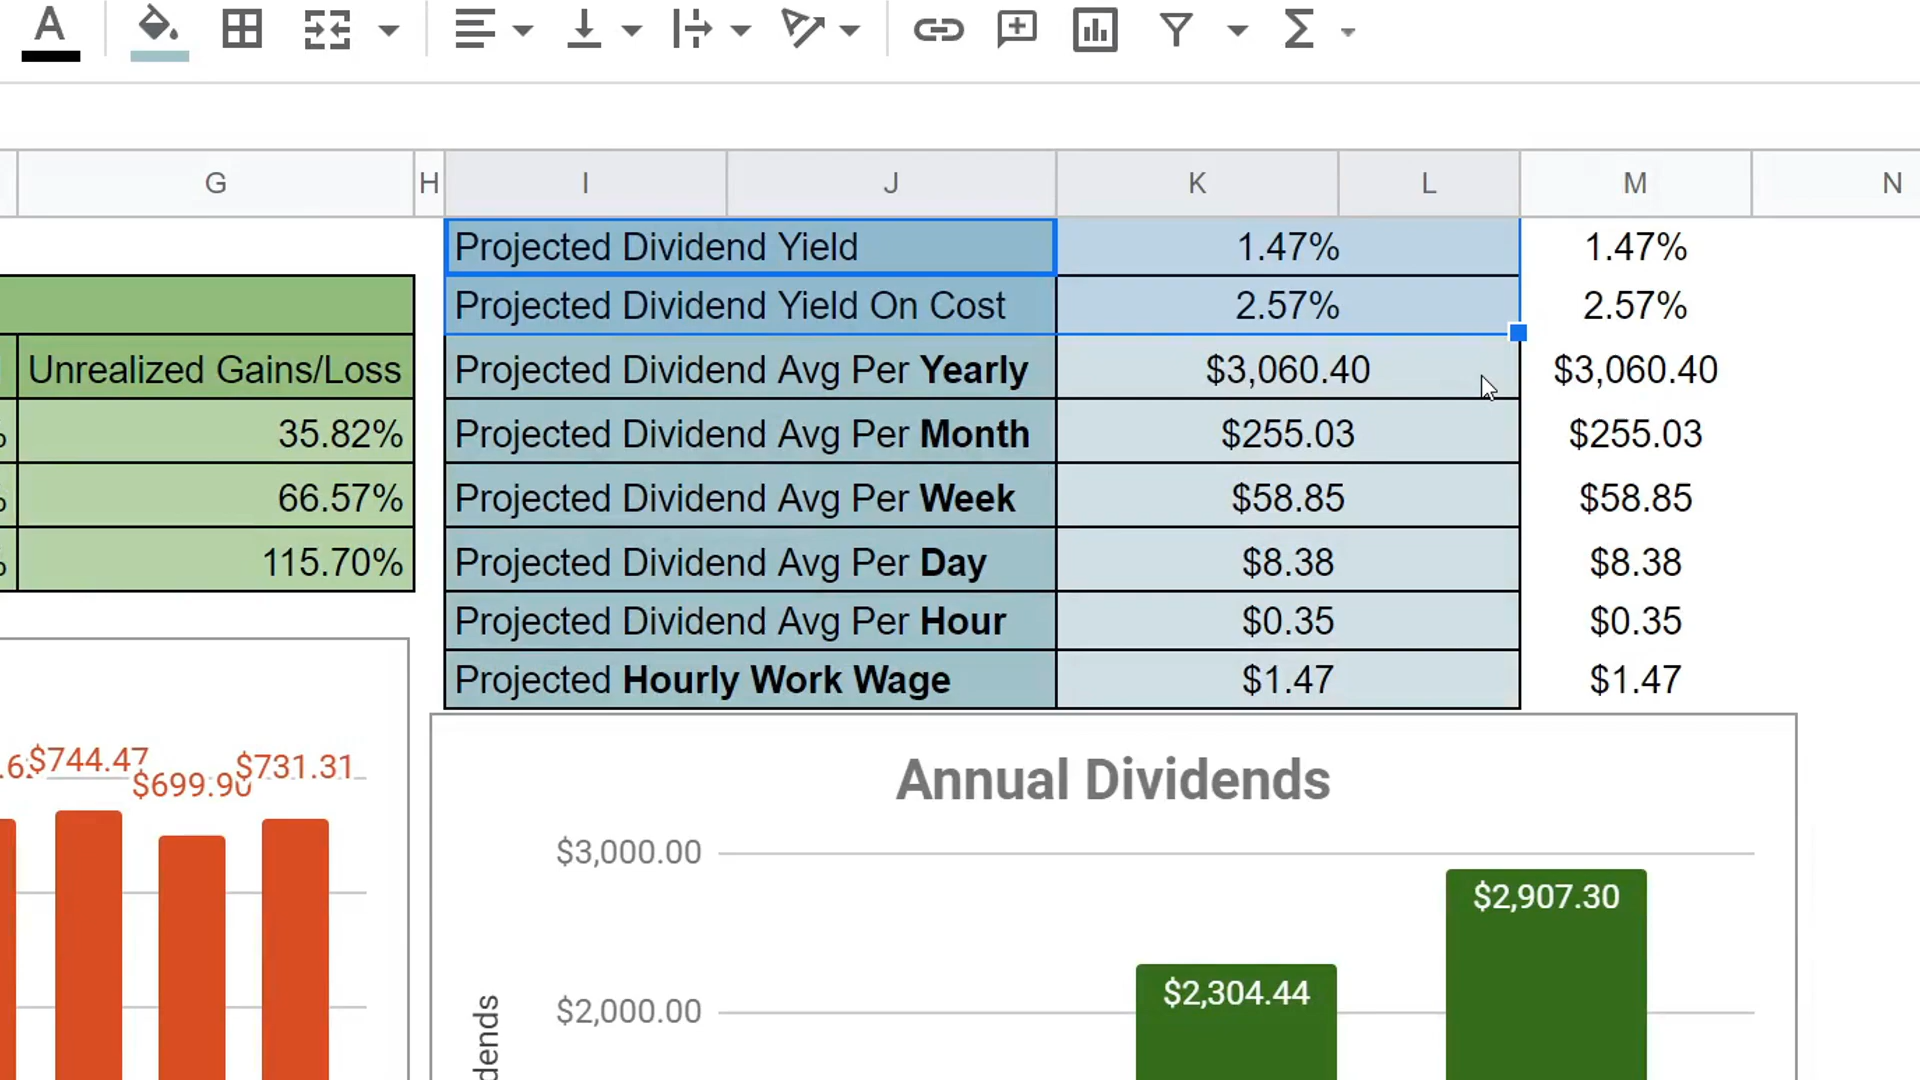 A
G H I J K L M N
Projected Dividend Yield 1.47% 1.47%
Projected Dividend Yield On Cost 2.57% 2.57%
Unrealized Gains/Loss Projected Dividend Avg Per Yearly $3,060.40 $3,060.40
% 35.82% Projected Dividend Avg Per Month $255.03 $255.03
% 66.57% Projected Dividend Avg Per Week $58.85 $58.85
% 115.70% Projected Dividend Avg Per Day $8.38 $8.38
Projected Dividend Avg Per Hour $0.35 $0.35
Projected Hourly Work Wage $1.47 $1.47
$744.47
$699.90
$731.31
Annual Dividends
$3,000.00
$2,907.30
$2,304.44
$2,000.00
dends